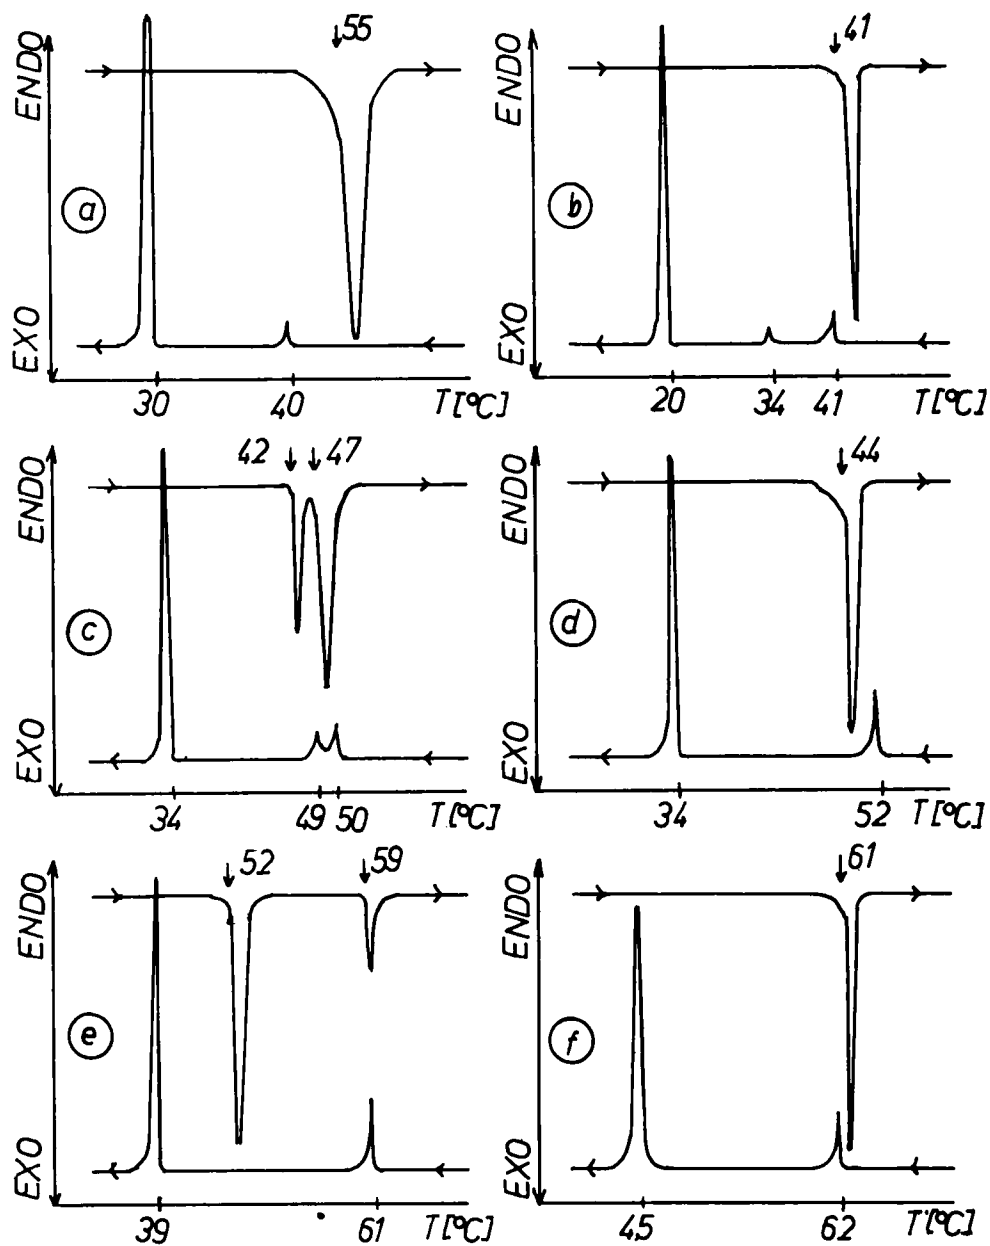 ENDO
EXO
a
↓55
30 40 T[°C]
ENDO
EXO
b
↓41
20 34 41 T[°C]
ENDO
EXO
c
42 ↓ ↓ 47
34 49 50 T[°C]
ENDO
EXO
d
↓44
34 52 T[°C]
ENDO
EXO
e
↓52
↓59
39 61 T[°C]
ENDO
EXO
f
↓61
45 62 T[°C]